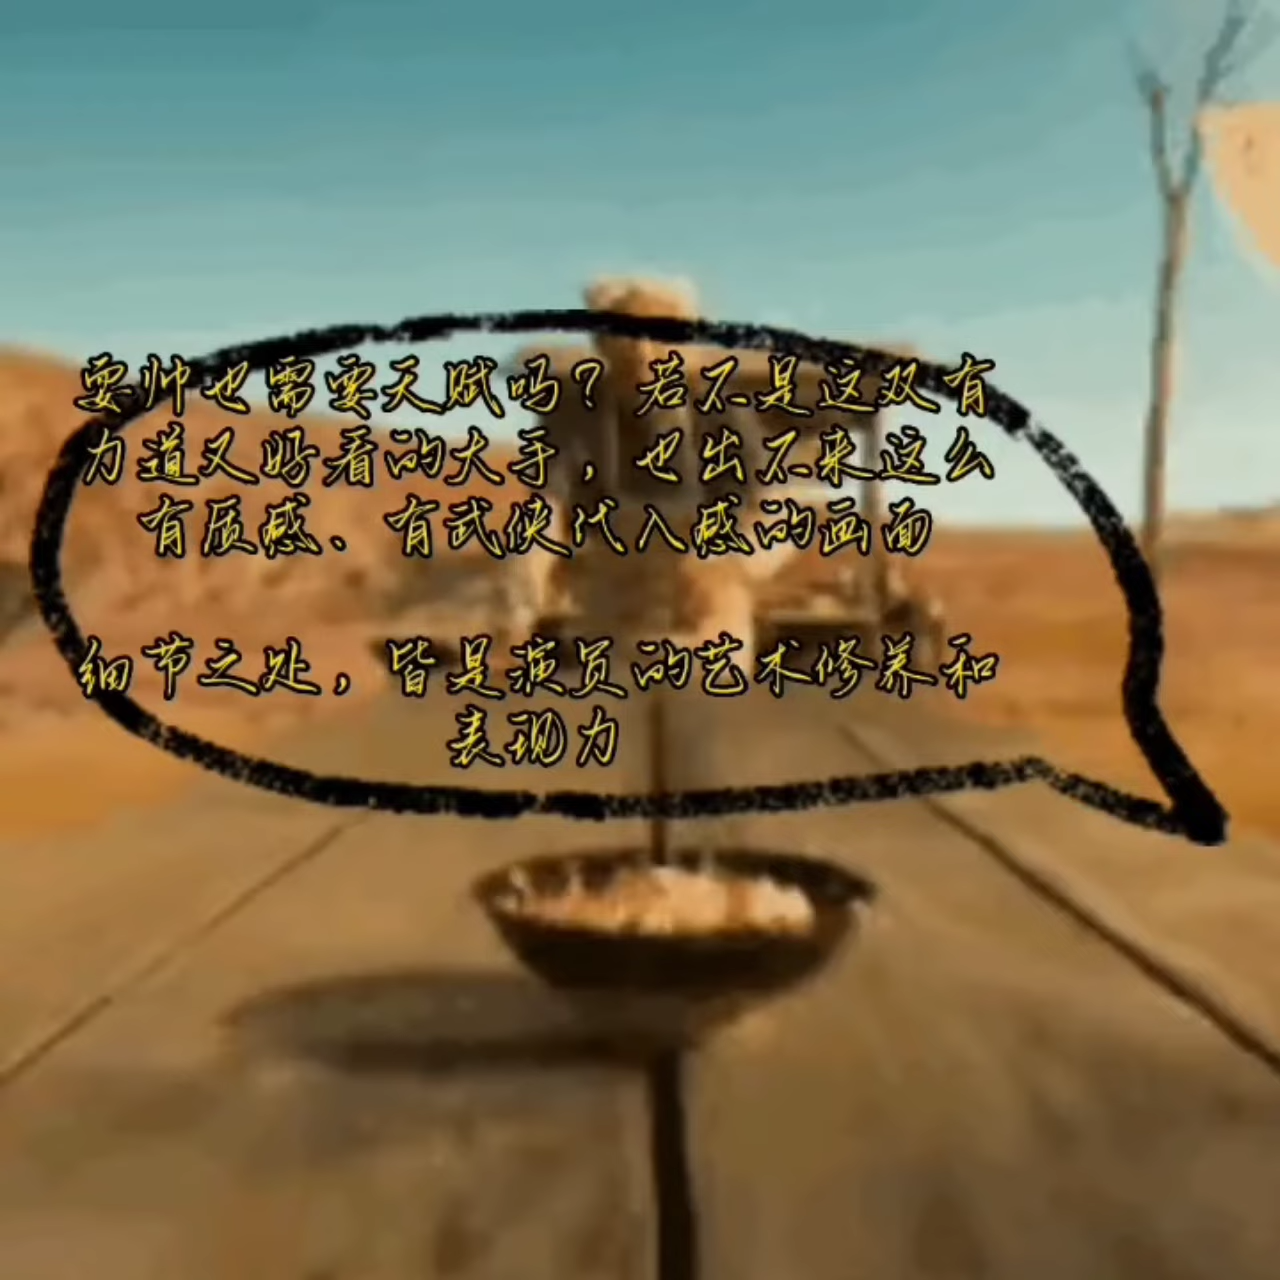 耍帅也需要天赋吗？若不是这双有
力道又好看的大手，也出不来这么
有质感、有武侠代入感的画面
细节之处，皆是演员的艺术修养和
表现力